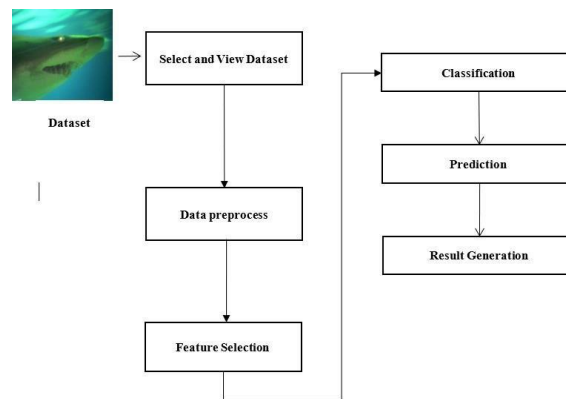 Dataset
Select and View Dataset
Data preprocess
Feature Selection
Classification
Prediction
Result Generation